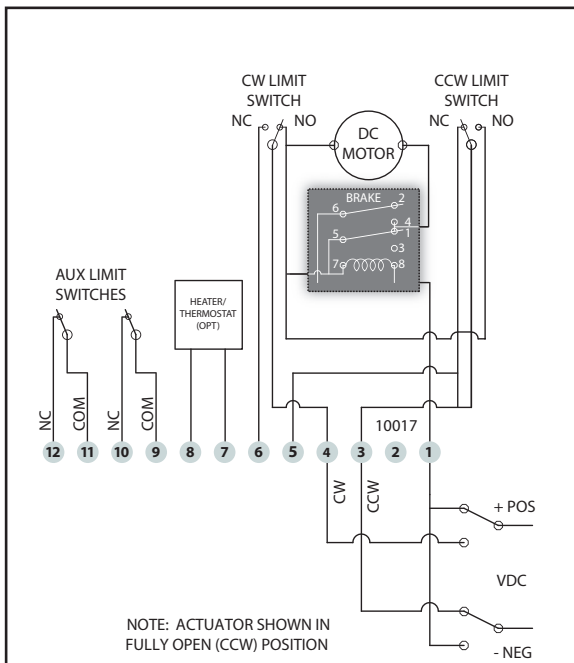 CW LIMIT
SWITCH
CCW LIMIT
SWITCH
NC NO
NC NO
DC
MOTOR
BRAKE
2
6
4
1
5
3
7 8
AUX LIMIT
SWITCHES
HEATER/
THERMOSTAT
(OPT)
NC COM NC COM
10017
12 11 10 9 8 7 6 5 4 3 2 1
CW CCW
+ POS
VDC
- NEG
NOTE: ACTUATOR SHOWN IN
FULLY OPEN (CCW) POSITION